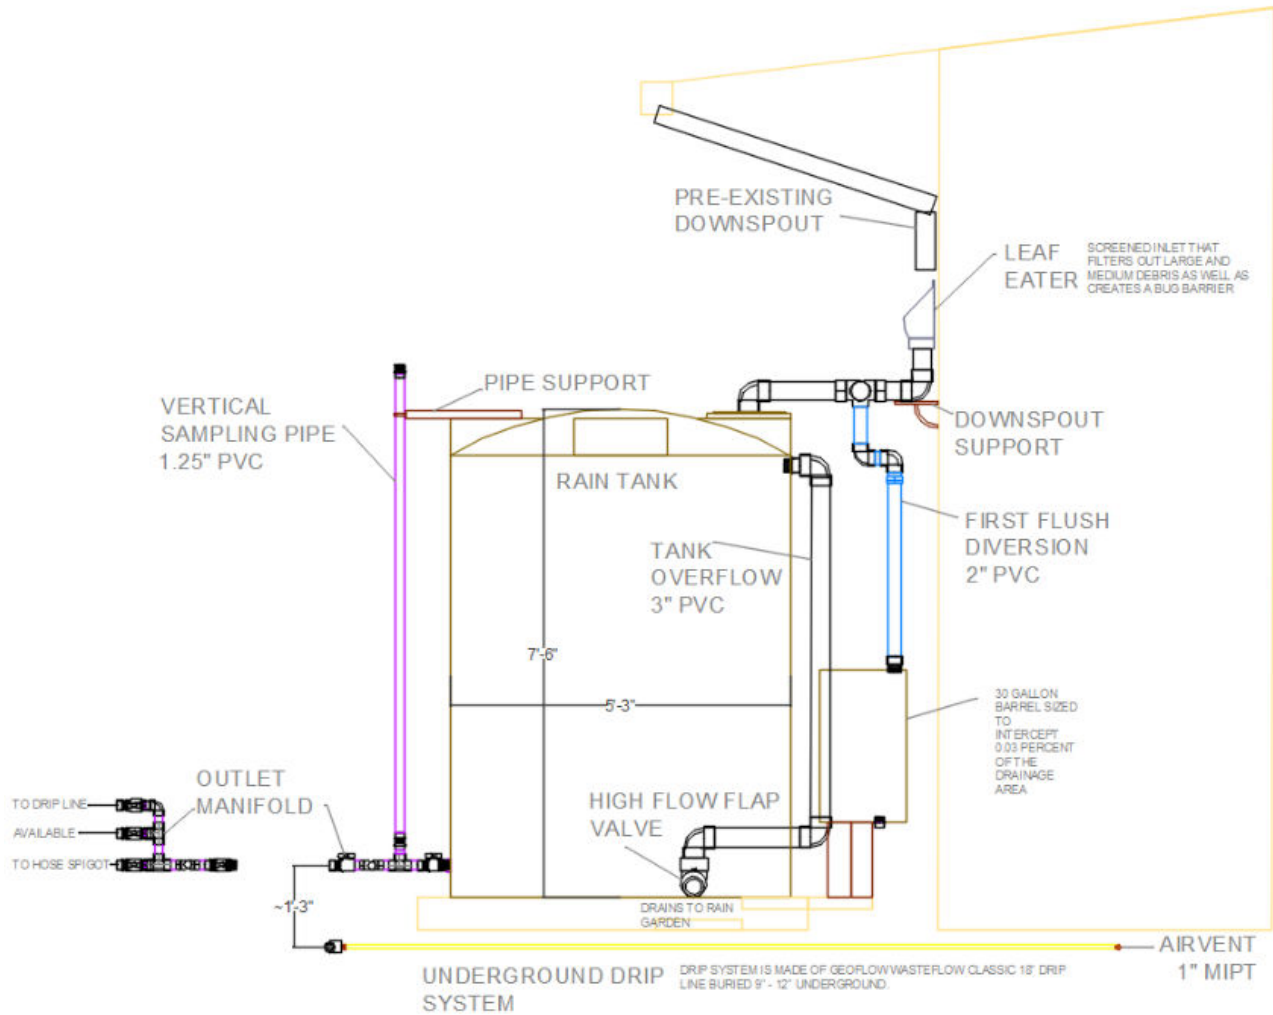 PRE-EXISTING
DOWNSPOUT
LEAF
EATER
SCREENED INLET THAT
FILTERS OUT LARGE AND
MEDIUM DEBRIS AS WELL AS
CREATES A BUG BARRIER
PIPE SUPPORT
VERTICAL
SAMPLING PIPE
1.25" PVC
DOWNSPOUT
SUPPORT
RAIN TANK
FIRST FLUSH
DIVERSION
2" PVC
TANK
OVERFLOW
3" PVC
7'-6"
5'-3"
30 GALLON
BARREL SIZED
TO
INTERCEPT
0.03 PERCENT
OF THE
DRAINAGE
AREA
OUTLET
MANIFOLD
TO DRIP LINE
AVAILABLE
TO HOSE SPIGOT
HIGH FLOW FLAP
VALVE
~1'-3"
DRAINS TO RAIN
GARDEN
AIRVENT
1" MIPT
UNDERGROUND DRIP
SYSTEM
DRIP SYSTEM IS MADE OF GEOFLOW WASTEFLOW CLASSIC 18" DRIP
LINE BURIED 9" - 12" UNDERGROUND.